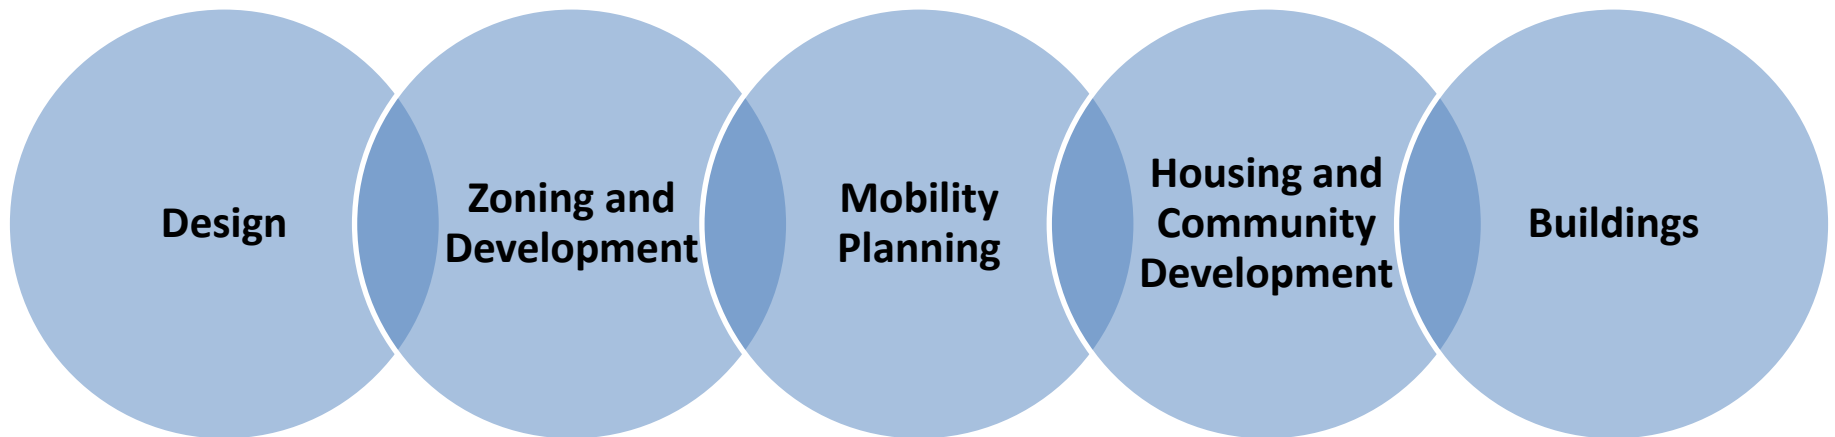 Design
Zoning and
Development
Mobility
Planning
Housing and
Community
Development
Buildings